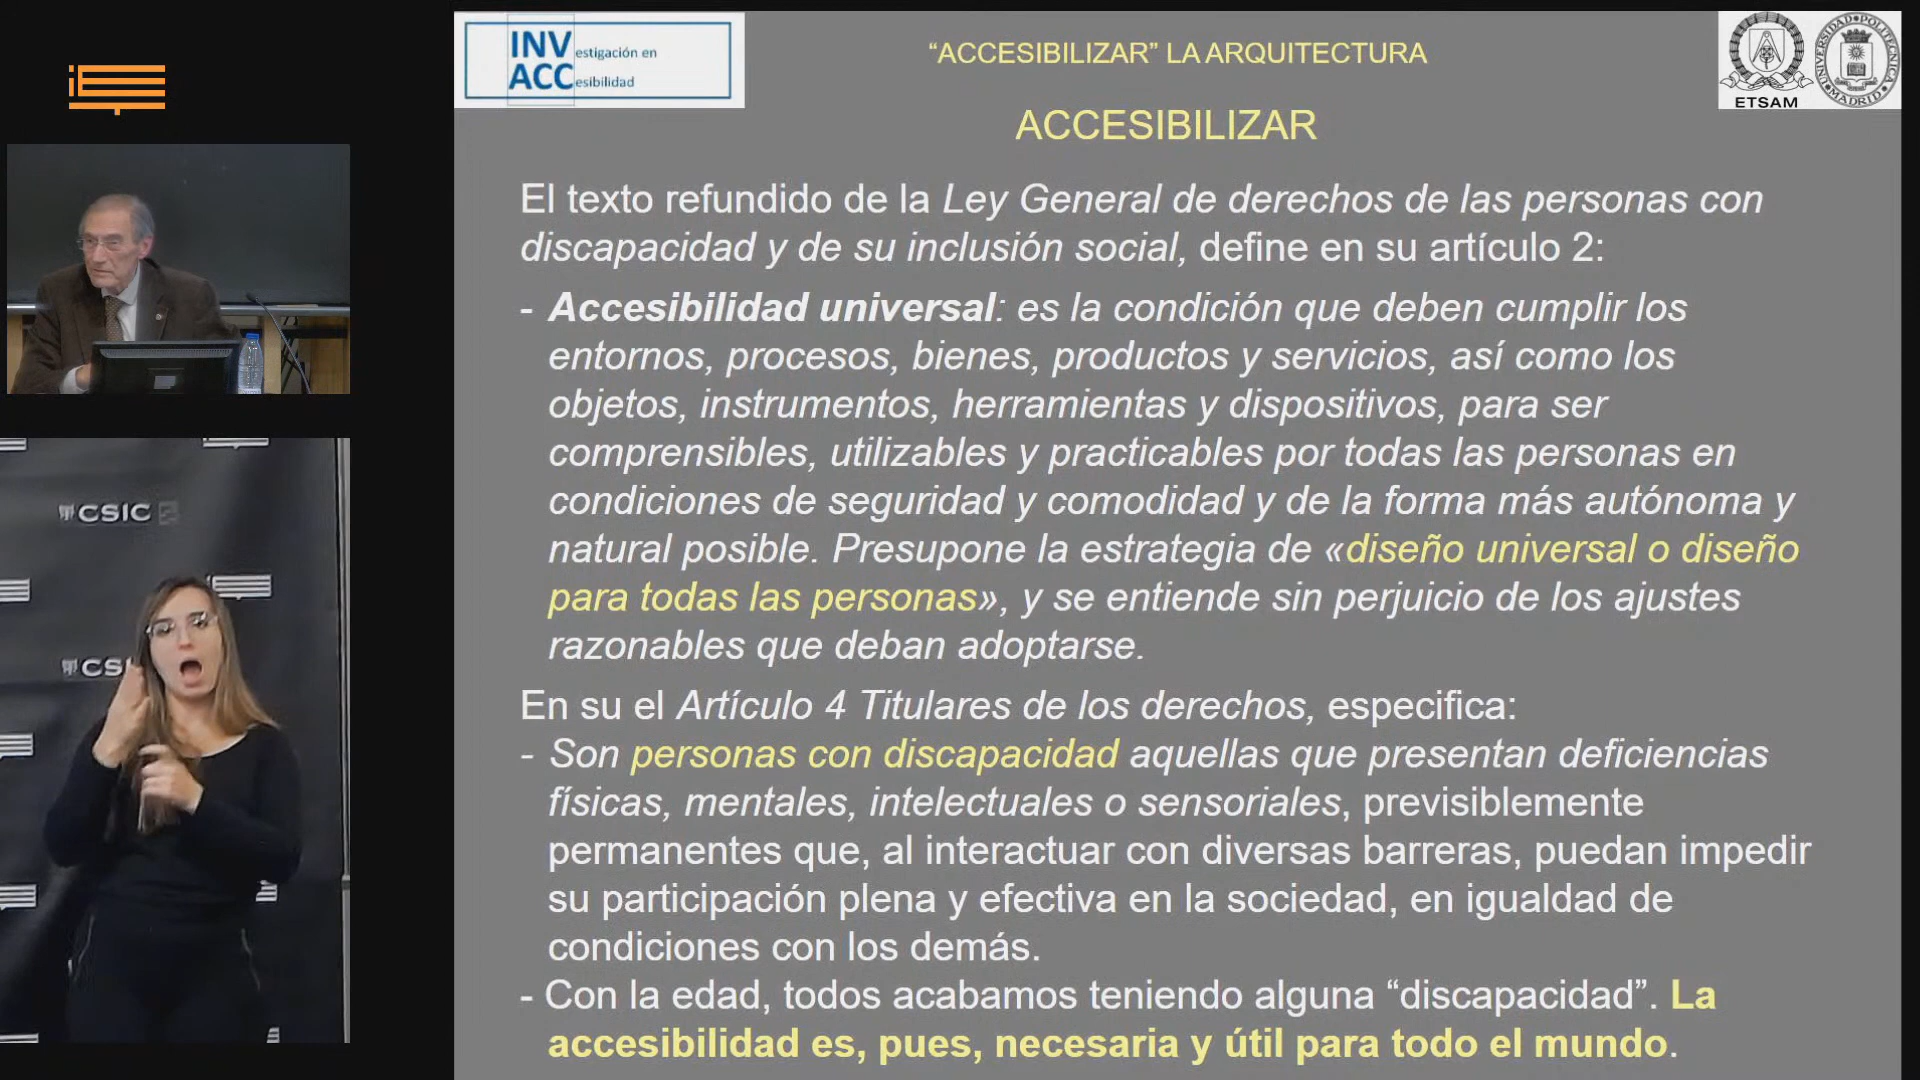 INVestigación en
ACCesibilidad
“ACCESIBILIZAR” LA ARQUITECTURA
ETSAM
UNIVERSIDAD POLITÉCNICA
MADRID
ACCESIBILIZAR
El texto refundido de la Ley General de derechos de las personas con
discapacidad y de su inclusión social, define en su artículo 2:
- Accesibilidad universal: es la condición que deben cumplir los
entornos, procesos, bienes, productos y servicios, así como los
objetos, instrumentos, herramientas y dispositivos, para ser
comprensibles, utilizables y practicables por todas las personas en
condiciones de seguridad y comodidad y de la forma más autónoma y
natural posible. Presupone la estrategia de «diseño universal o diseño
para todas las personas», y se entiende sin perjuicio de los ajustes
razonables que deban adoptarse.
En su el Artículo 4 Titulares de los derechos, especifica:
- Son personas con discapacidad aquellas que presentan deficiencias
físicas, mentales, intelectuales o sensoriales, previsiblemente
permanentes que, al interactuar con diversas barreras, puedan impedir
su participación plena y efectiva en la sociedad, en igualdad de
condiciones con los demás.
- Con la edad, todos acabamos teniendo alguna “discapacidad”. La
accesibilidad es, pues, necesaria y útil para todo el mundo.
CSIC
CS